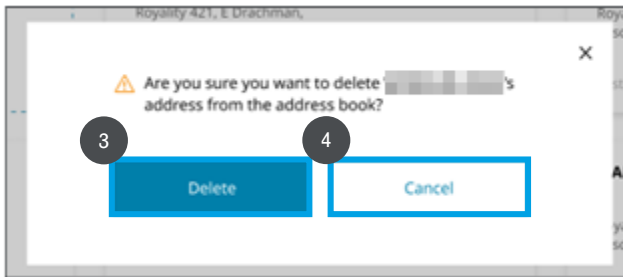 Royality 421, E Drachman,
Roya
×
Are you sure you want to delete '                's
address from the address book?
3
4
Delete
Cancel
A